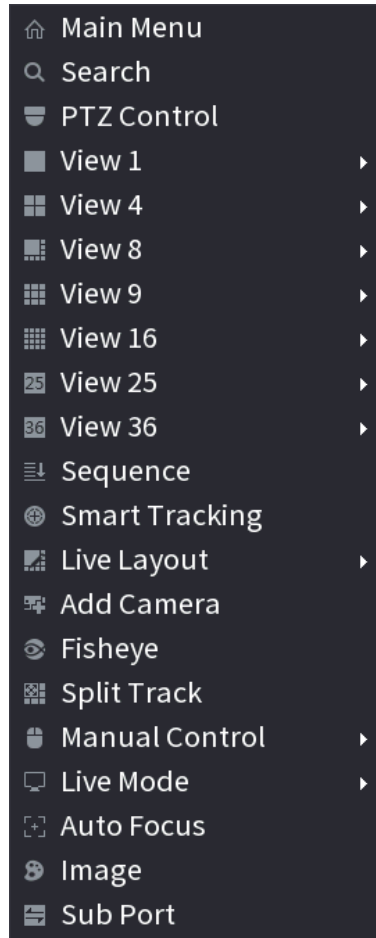 Main Menu
Search
PTZ Control
View 1
View 4
View 8
View 9
View 16
25 View 25
36 View 36
Sequence
Smart Tracking
Live Layout
Add Camera
Fisheye
Split Track
Manual Control
Live Mode
Auto Focus
Image
Sub Port